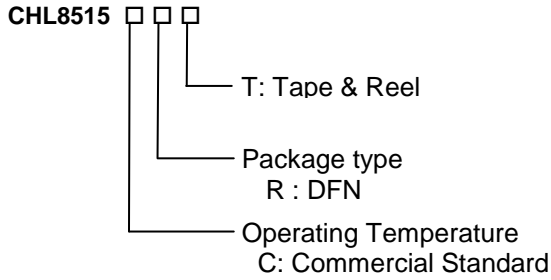 CHL8515 □ □ □
T: Tape & Reel
Package type
R : DFN
Operating Temperature
C: Commercial Standard